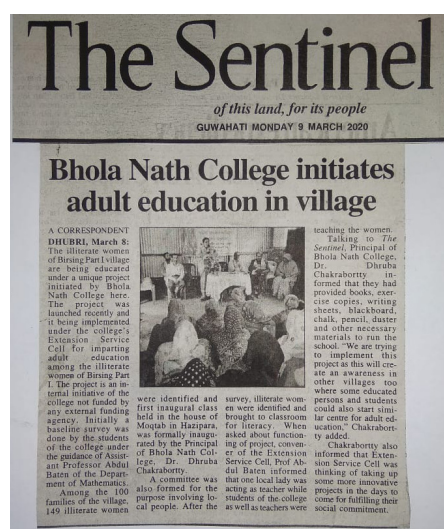 The Sentinel
of this land, for its people
GUWAHATI MONDAY 9 MARCH 2020
Bhola Nath College initiates
adult education in village
A CORRESPONDENT
DHUBRI, March 8:
The illiterate women
of Birsing Part I village
are being educated
under a unique project
initiated by Bhola
Nath College here.
The project was
launched recently and
it being implemented
under the college's
Extension Service
Cell for imparting
adult education
among the illiterate
women of Birsing Part
I. The project is an in-
ternal initiative of the
college not funded by
any external funding
agency. Initially a
baseline survey was
done by the students
of the college under
the guidance of Assist-
ant Professor Abdul
Baten of the Depart-
ment of Mathematics.
Among the 100
families of the village,
149 illiterate women
were identified and
first inaugural class
held in the house of
Moqtab in Hazipara,
was formally inaugu-
rated by the Principal
of Bhola Nath Col-
lege, Dr. Dhruba
Chakrabortty.
A committee was
also formed for the
purpose involving lo-
cal people. After the
survey, illiterate wom-
en were identified and
brought to classroom
for literacy. When
asked about function-
ing of project, conven-
er of the Extension
Service Cell, Prof Ab-
dul Baten informed
that one local lady was
acting as teacher while
students of the college
as well as teachers were
teaching the women.
Talking to The
Sentinel, Principal of
Bhola Nath College,
Dr. Dhruba
Chakrabortty in-
formed that they had
provided books, exer-
cise copies, writing
sheets, blackboard,
chalk, pencil, duster
and other necessary
materials to run the
school. "We are trying
to implement this
project as this will cre-
ate an awareness in
other villages too
where some educated
persons and students
could also start simi-
lar centre for adult ed-
ucation," Chakrabort-
ty added.
Chakrabortty also
informed that Exten-
sion Service Cell was
thinking of taking up
some more innovative
projects in the days to
come for fulfilling their
social commitment.